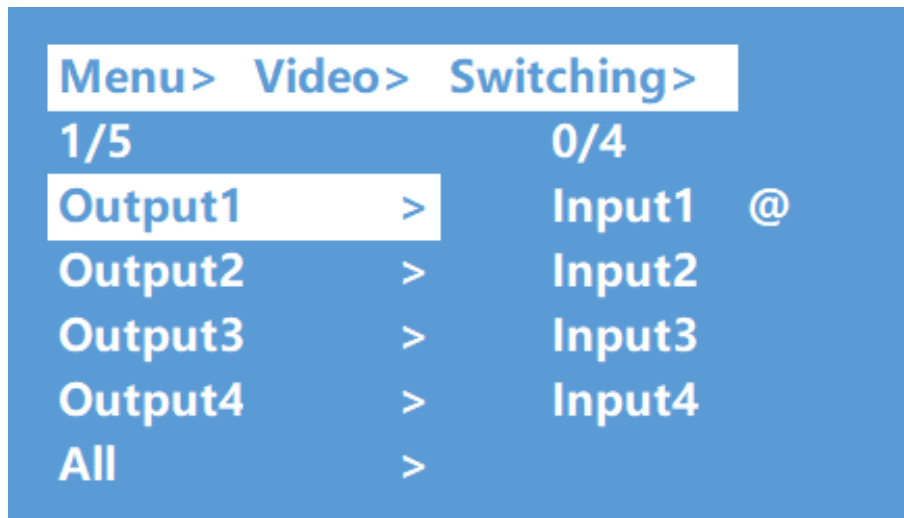 Menu> Video> Switching>
1/5 0/4
Output1 > Input1 @
Output2 > Input2
Output3 > Input3
Output4 > Input4
All >